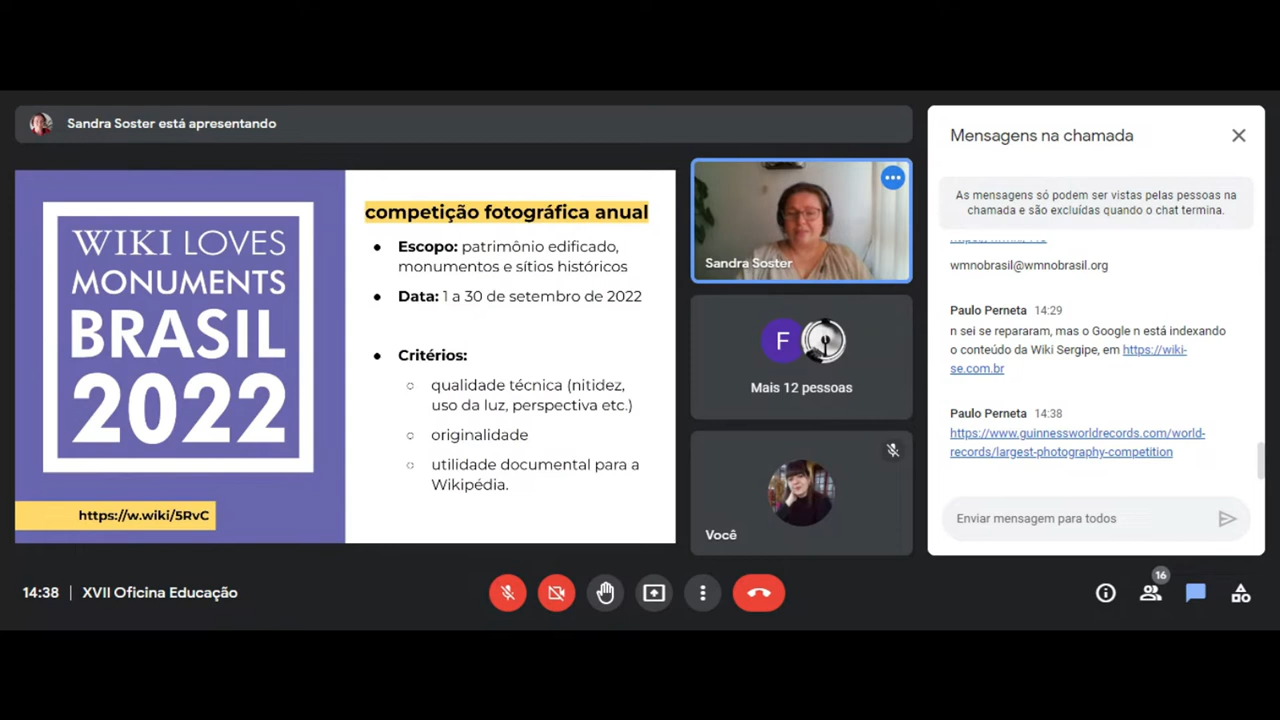 Sandra Soster está apresentando
WIKI LOVES
MONUMENTS
BRASIL
2022
https://w.wiki/5RvC
competição fotográfica anual
● Escopo: patrimônio edificado,
monumentos e sítios históricos
● Data: 1 a 30 de setembro de 2022
● Critérios:
○ qualidade técnica (nitidez,
uso da luz, perspectiva etc.)
○ originalidade
○ utilidade documental para a
Wikipédia.
Sandra Soster
F
Mais 12 pessoas
Você
Mensagens na chamada
As mensagens só podem ser vistas pelas pessoas na
chamada e são excluídas quando o chat termina.
wmnobrasil@wmnobrasil.org
Paulo Perneta 14:29
n sei se repararam, mas o Google n está indexando
o conteúdo da Wiki Sergipe, em https://wiki-
se.com.br
Paulo Perneta 14:38
https://www.guinnessworldrecords.com/world-
records/largest-photography-competition
Enviar mensagem para todos
14:38 | XVII Oficina Educação
16